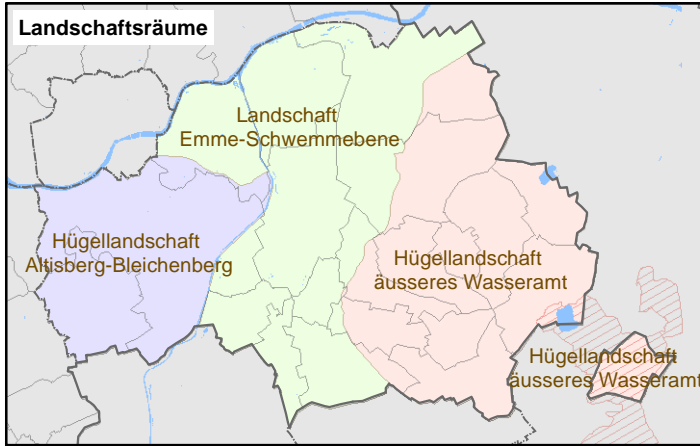 Landschaftsräume
Landschaft
Emme-Schwemmebene
Hügellandschaft
Altisberg-Bleichenberg
Hügellandschaft
äusseres Wasseramt
Hügellandschaft
äusseres Wasseramt